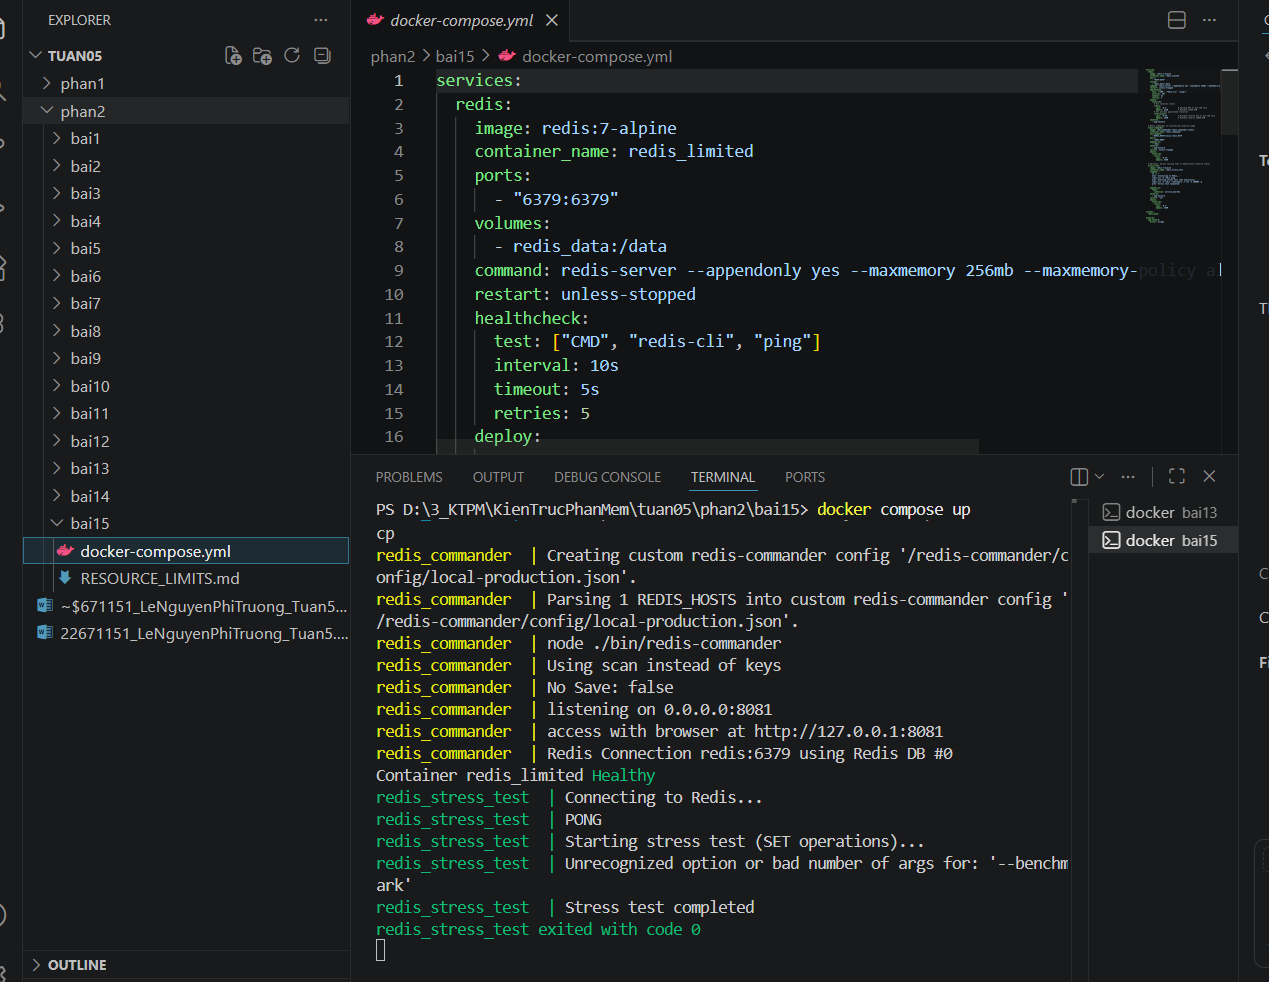 EXPLORER
TUAN05
phan1
phan2
bai1
bai2
bai3
bai4
bai5
bai6
bai7
bai8
bai9
bai10
bai11
bai12
bai13
bai14
bai15
docker-compose.yml
RESOURCE_LIMITS.md
~$671151_LeNguyenPhiTruong_Tuan5...
22671151_LeNguyenPhiTruong_Tuan5....
OUTLINE
docker-compose.yml
phan2 > bai15 > docker-compose.yml
1 services:
2 redis:
3 image: redis:7-alpine
4 container_name: redis_limited
5 ports:
6 - "6379:6379"
7 volumes:
8 - redis_data:/data
9 command: redis-server --appendonly yes --maxmemory 256mb --maxmemory-policy al
10 restart: unless-stopped
11 healthcheck:
12 test: ["CMD", "redis-cli", "ping"]
13 interval: 10s
14 timeout: 5s
15 retries: 5
16 deploy:
PROBLEMS OUTPUT DEBUG CONSOLE TERMINAL PORTS
PS D:\3_KTPM\KienTrucPhanMem\tuan05\phan2\bai15> docker compose up
cp
redis_commander | Creating custom redis-commander config '/redis-commander/c
onfig/local-production.json'.
redis_commander | Parsing 1 REDIS_HOSTS into custom redis-commander config '
/redis-commander/config/local-production.json'.
redis_commander | node ./bin/redis-commander
redis_commander | Using scan instead of keys
redis_commander | No Save: false
redis_commander | listening on 0.0.0.0:8081
redis_commander | access with browser at http://127.0.0.1:8081
redis_commander | Redis Connection redis:6379 using Redis DB #0
Container redis_limited Healthy
redis_stress_test | Connecting to Redis...
redis_stress_test | PONG
redis_stress_test | Starting stress test (SET operations)...
redis_stress_test | Unrecognized option or bad number of args for: '--benchm
ark'
redis_stress_test | Stress test completed
redis_stress_test exited with code 0
docker bai13
docker bai15